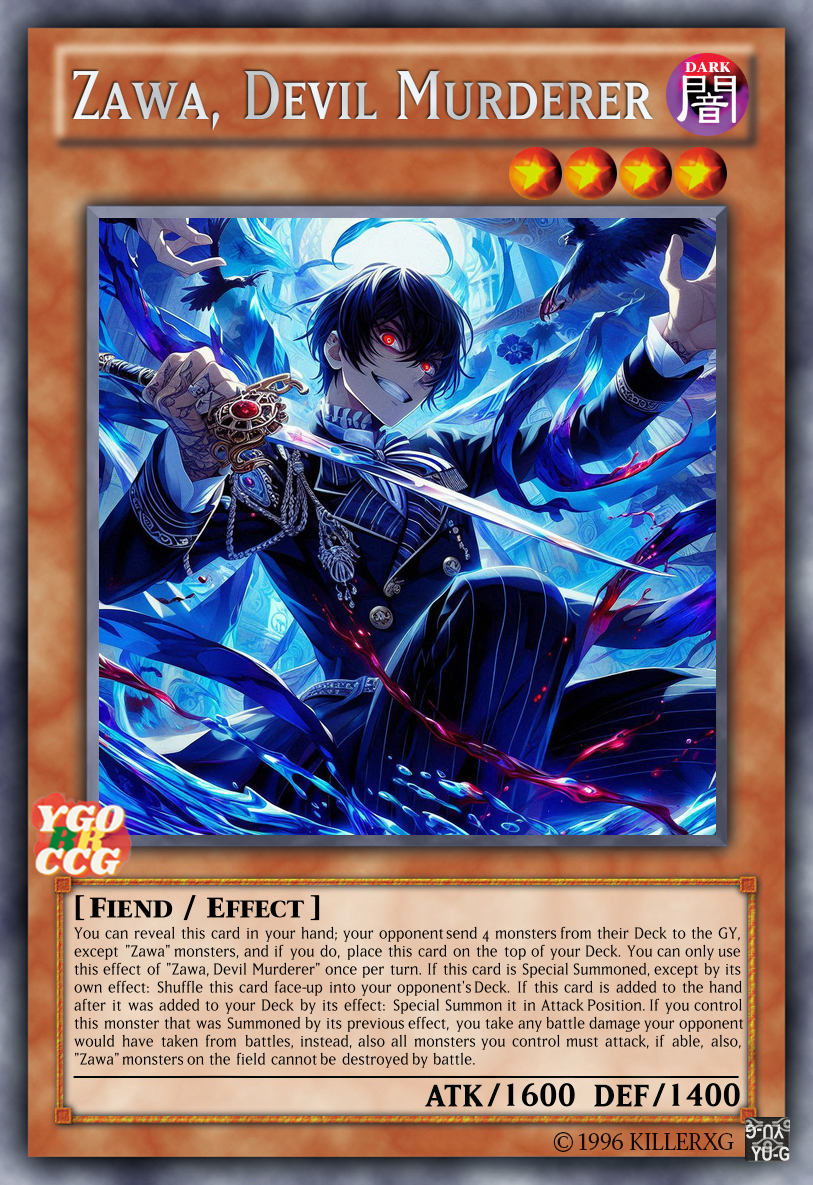 Zawa, Devil Murderer
DARK
闇
YGO
BR
CCG
[ Fiend / Effect ]
You can reveal this card in your hand; your opponent send 4 monsters from their Deck to the GY,
except "Zawa" monsters, and if you do, place this card on the top of your Deck. You can only use
this effect of "Zawa, Devil Murderer" once per turn. If this card is Special Summoned, except by its
own effect: Shuffle this card face-up into your opponent's Deck. If this card is added to the hand
after it was added to your Deck by its effect: Special Summon it in Attack Position. If you control
this monster that was Summoned by its previous effect, you take any battle damage your opponent
would have taken from battles, instead, also all monsters you control must attack, if able, also,
"Zawa" monsters on the field cannot be destroyed by battle.
ATK/1600 DEF/1400
© 1996 KILLERXG
YU-G